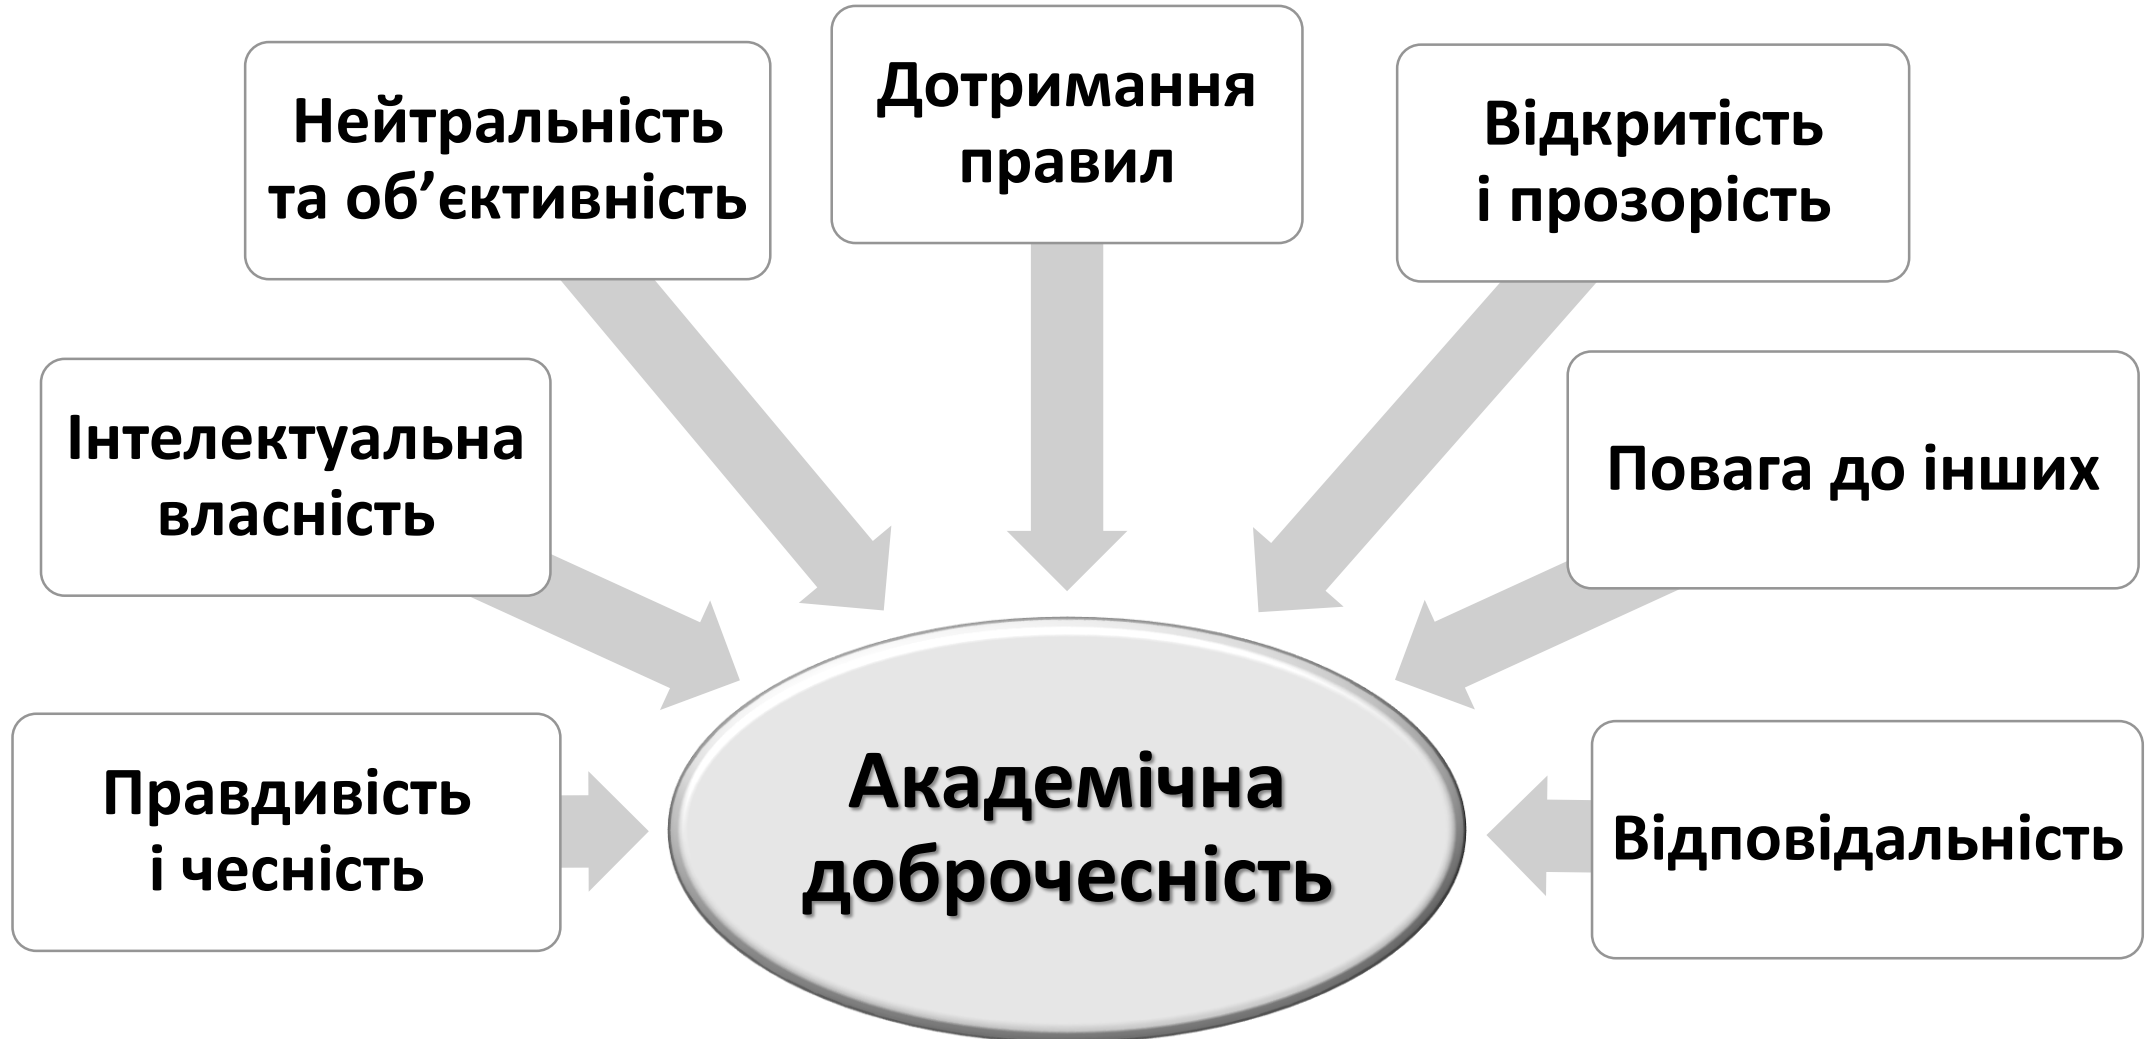 Дотримання
правил
Нейтральність
та об’єктивність
Відкритість
і прозорість
Інтелектуальна
власність
Повага до інших
Правдивість
і чесність
Академічна
доброчесність
Відповідальність